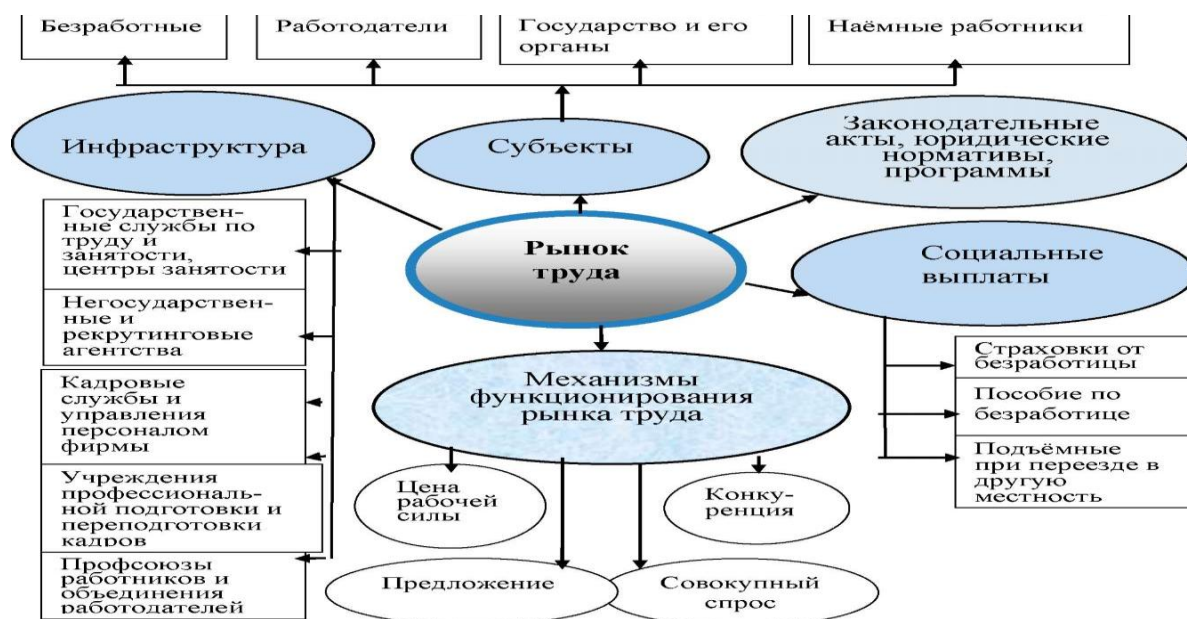 Безработные
Работодатели
Государство и его
органы
Наёмные работники
Инфраструктура
Субъекты
Законодательные
акты, юридические
нормативы,
программы
Государствен-
ные службы по
труду и
занятости,
центры занятости
Негосударствен-
ные и
рекрутинговые
агентства
Кадровые
службы и
управления
персоналом
фирмы
Учреждения
профессиональ-
ной подготовки и
переподготовки
кадров
Профсоюзы
работников и
объединения
работодателей
Рынок
труда
Социальные
выплаты
Страховки от
безработицы
Пособие по
безработице
Подъёмные
при переезде в
другую
местность
Механизмы
функционирования
рынка труда
Цена
рабочей
силы
Конку-
ренция
Предложение
Совокупный
спрос